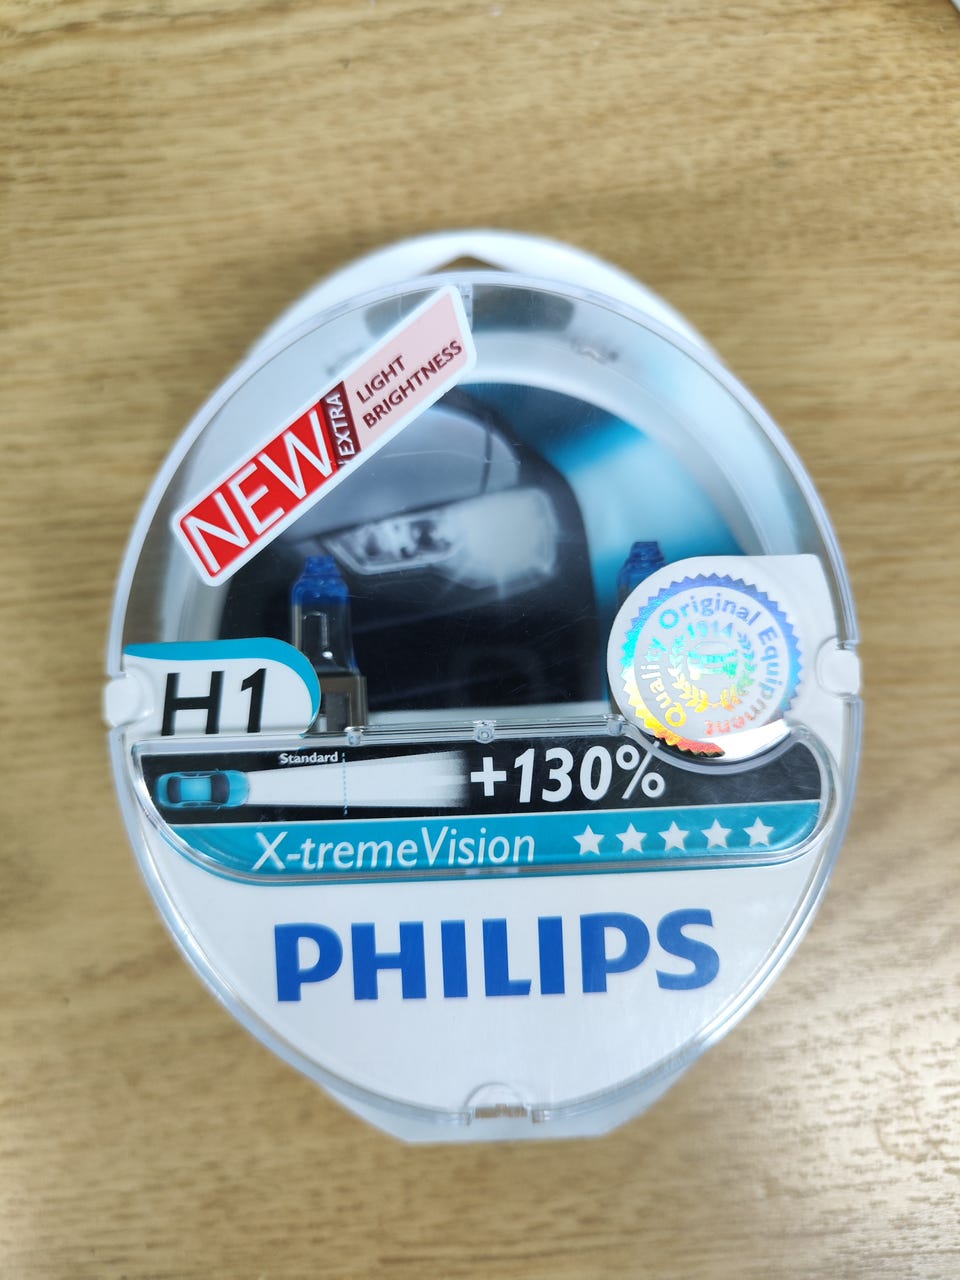 NEW
EXTRA
LIGHT
BRIGHTNESS
Quality Original Equipment
1914
H1
Standard
+130%
X-tremeVision
PHILIPS